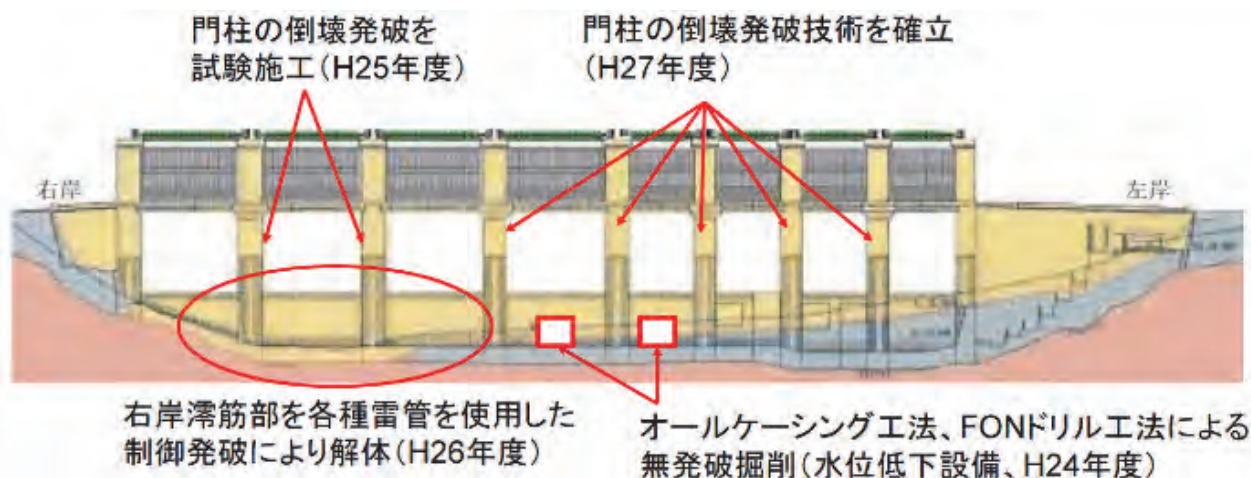 門柱の倒壊発破を
試験施工(H25年度)
門柱の倒壊発破技術を確立
(H27年度)
右岸
左岸
右岸澪筋部を各種雷管を使用した
制御発破により解体(H26年度)
オールケーシング工法、FONドリル工法による
無発破掘削(水位低下設備、H24年度)